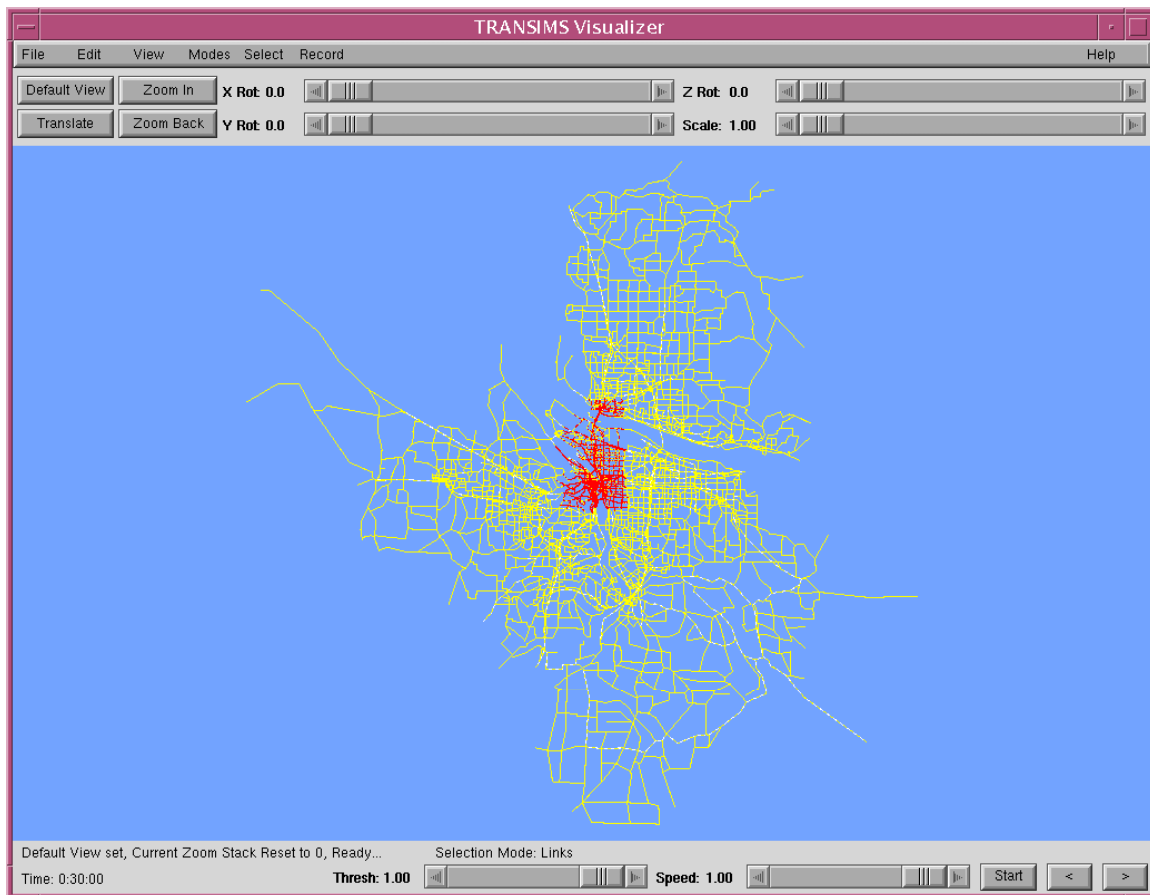 TRANSIMS Visualizer
File Edit View Modes Select Record Help
Default View Zoom In X Rot: 0.0 Z Rot: 0.0
Translate Zoom Back Y Rot: 0.0 Scale: 1.00
Default View set, Current Zoom Stack Reset to 0, Ready... Selection Mode: Links
Time: 0:30:00 Thresh: 1.00 Speed: 1.00 Start < >